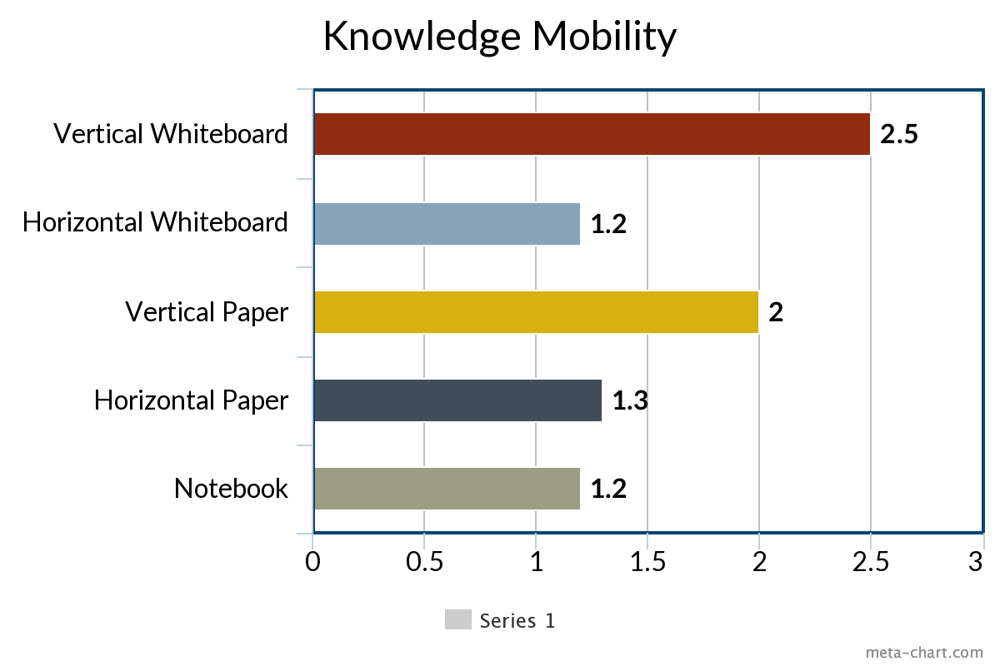 Knowledge Mobility
Vertical Whiteboard
2.5
Horizontal Whiteboard
1.2
Vertical Paper
2
Horizontal Paper
1.3
Notebook
1.2
0 0.5 1 1.5 2 2.5 3
Series 1
meta-chart.com